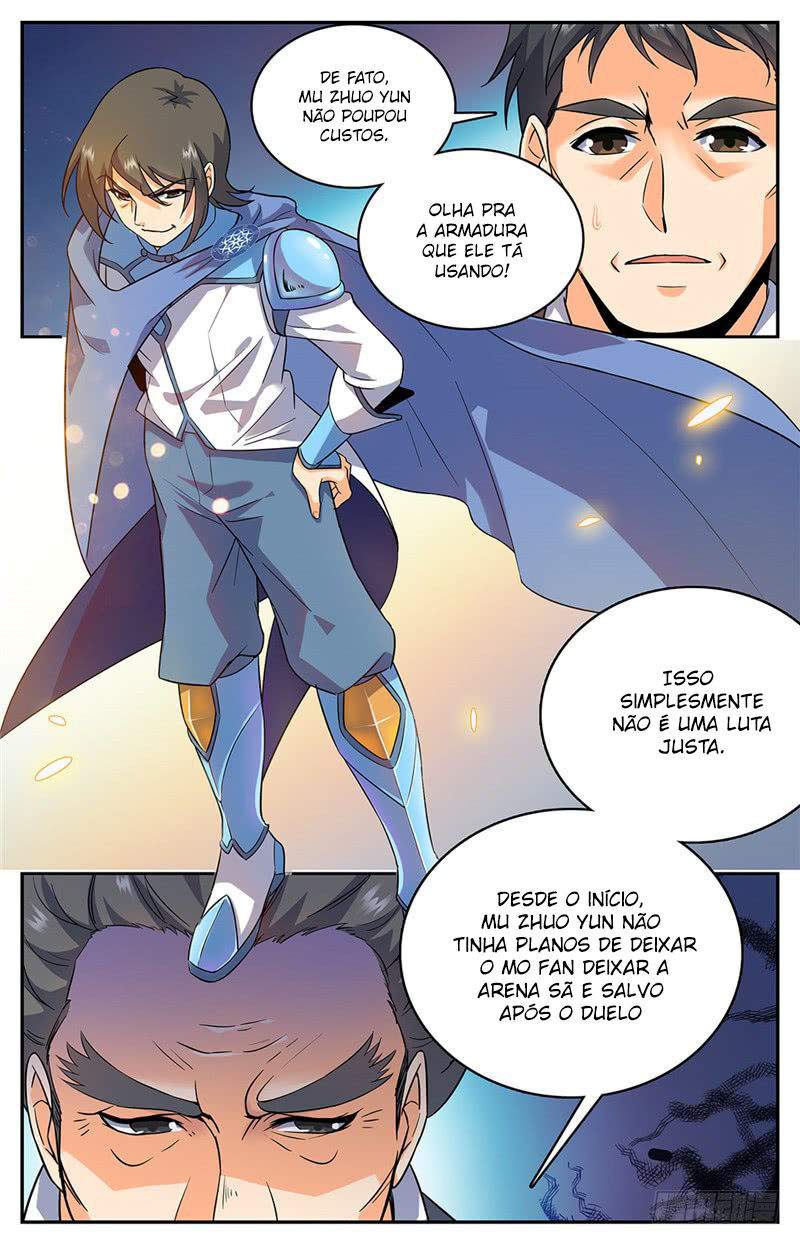 DE FATO,
MU ZHUO YUN
NÃO POUPOU
CUSTOS.
OLHA PRA
A ARMADURA
QUE ELE TÁ
USANDO!
ISSO
SIMPLESMENTE
NÃO É UMA LUTA
JUSTA.
DESDE O INÍCIO,
MU ZHUO YUN NÃO
TINHA PLANOS DE DEIXAR
O MO FAN DEIXAR A
ARENA SÃ E SALVO
APÓS O DUELO